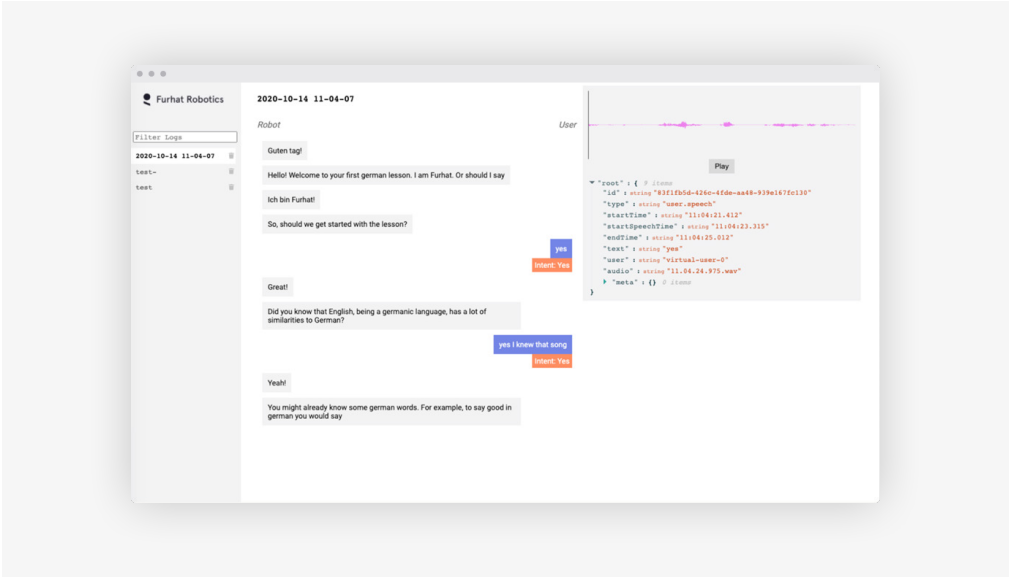 Furhat Robotics
Filter Logs
2020-10-14 11-04-07
test-
test
2020-10-14 11-04-07
Robot
User
Guten tag!
Hello! Welcome to your first german lesson. I am Furhat. Or should I say
Ich bin Furhat!
So, should we get started with the lesson?
yes
Intent: Yes
Great!
Did you know that English, being a germanic language, has a lot of
similarities to German?
yes I knew that song
Intent: Yes
Yeah!
You might already know some german words. For example, to say good in
german you would say
Play
"root" : { 9 items
"id" : string "83f1fb5d-426c-4fde-aa48-939e167fc130"
"type" : string "user.speech"
"startTime" : string "11:04:21.412"
"startSpeechTime" : string "11:04:23.315"
"endTime" : string "11:04:25.012"
"text" : string "yes"
"user" : string "virtual-user-0"
"audio" : string "11.04.24.975.wav"
"meta" : {} 0 items
}